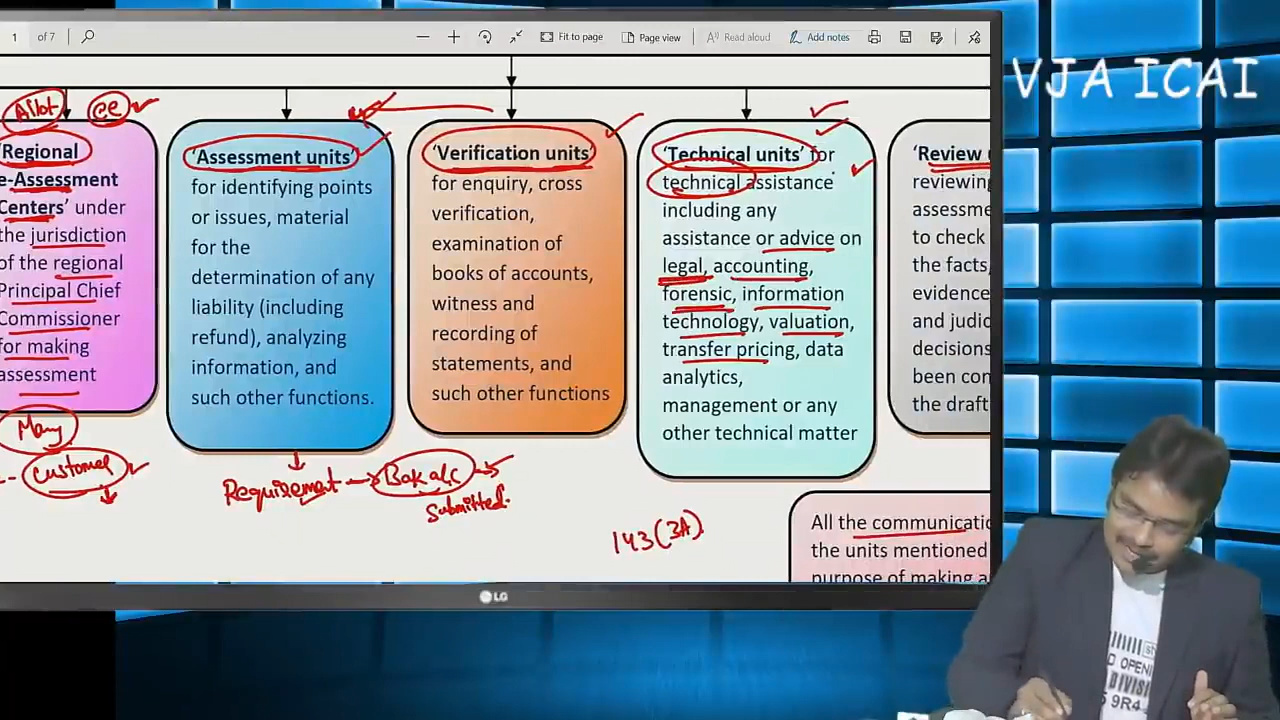 1 of 7
Fit to page
Page view
Read aloud
Add notes
VJA ICAI
Allot
'Regional
e-Assessment
Centers' under
the jurisdiction
of the regional
Principal Chief
Commissioner
for making
assessment
Many
Customer
'Assessment units'
for identifying points
or issues, material
for the
determination of any
liability (including
refund), analyzing
information, and
such other functions.
Requirement
Submitted.
'Verification units'
for enquiry, cross
verification,
examination of
books of accounts,
witness and
recording of
statements, and
such other functions
'Technical units' for
technical assistance
including any
assistance or advice on
legal, accounting,
forensic, information
technology, valuation,
transfer pricing, data
analytics,
management or any
other technical matter
143(3A)
'Review
reviewing
assessme
to check
the facts,
evidence
and judic
decisions
been con
the draft
All the communicatio
the units mentioned
purpose of making a
LG